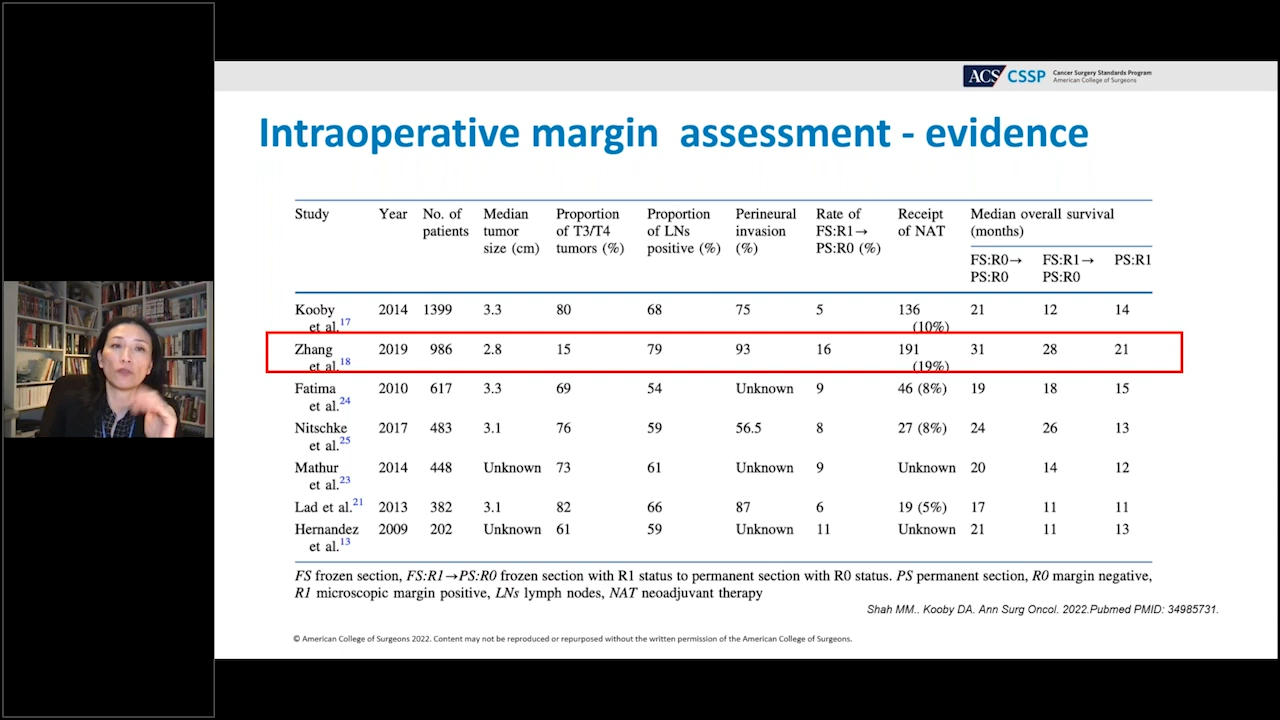 ACS CSSP Cancer Surgery Standards Program
American College of Surgeons
Intraoperative margin assessment - evidence
Study Year No. of patients Median tumor size (cm) Proportion of T3/T4 tumors (%) Proportion of LNs positive (%) Perineural invasion (%) Rate of FS:R1→ PS:R0 (%) Receipt of NAT Median overall survival (months)
FS:R0→ PS:R0 FS:R1→ PS:R0 PS:R1
Kooby et al.17 2014 1399 3.3 80 68 75 5 136 (10%) 21 12 14
Zhang et al.18 2019 986 2.8 15 79 93 16 191 (19%) 31 28 21
Fatima et al.24 2010 617 3.3 69 54 Unknown 9 46 (8%) 19 18 15
Nitschke et al.25 2017 483 3.1 76 59 56.5 8 27 (8%) 24 26 13
Mathur et al.23 2014 448 Unknown 73 61 Unknown 9 Unknown 20 14 12
Lad et al.21 2013 382 3.1 82 66 87 6 19 (5%) 17 11 11
Hernandez et al.13 2009 202 Unknown 61 59 Unknown 11 Unknown 21 11 13
FS frozen section, FS:R1→PS:R0 frozen section with R1 status to permanent section with R0 status. PS permanent section, R0 margin negative,
R1 microscopic margin positive, LNs lymph nodes, NAT neoadjuvant therapy
Shah MM.. Kooby DA. Ann Surg Oncol. 2022.Pubmed PMID: 34985731.
© American College of Surgeons 2022. Content may not be reproduced or repurposed without the written permission of the American College of Surgeons.